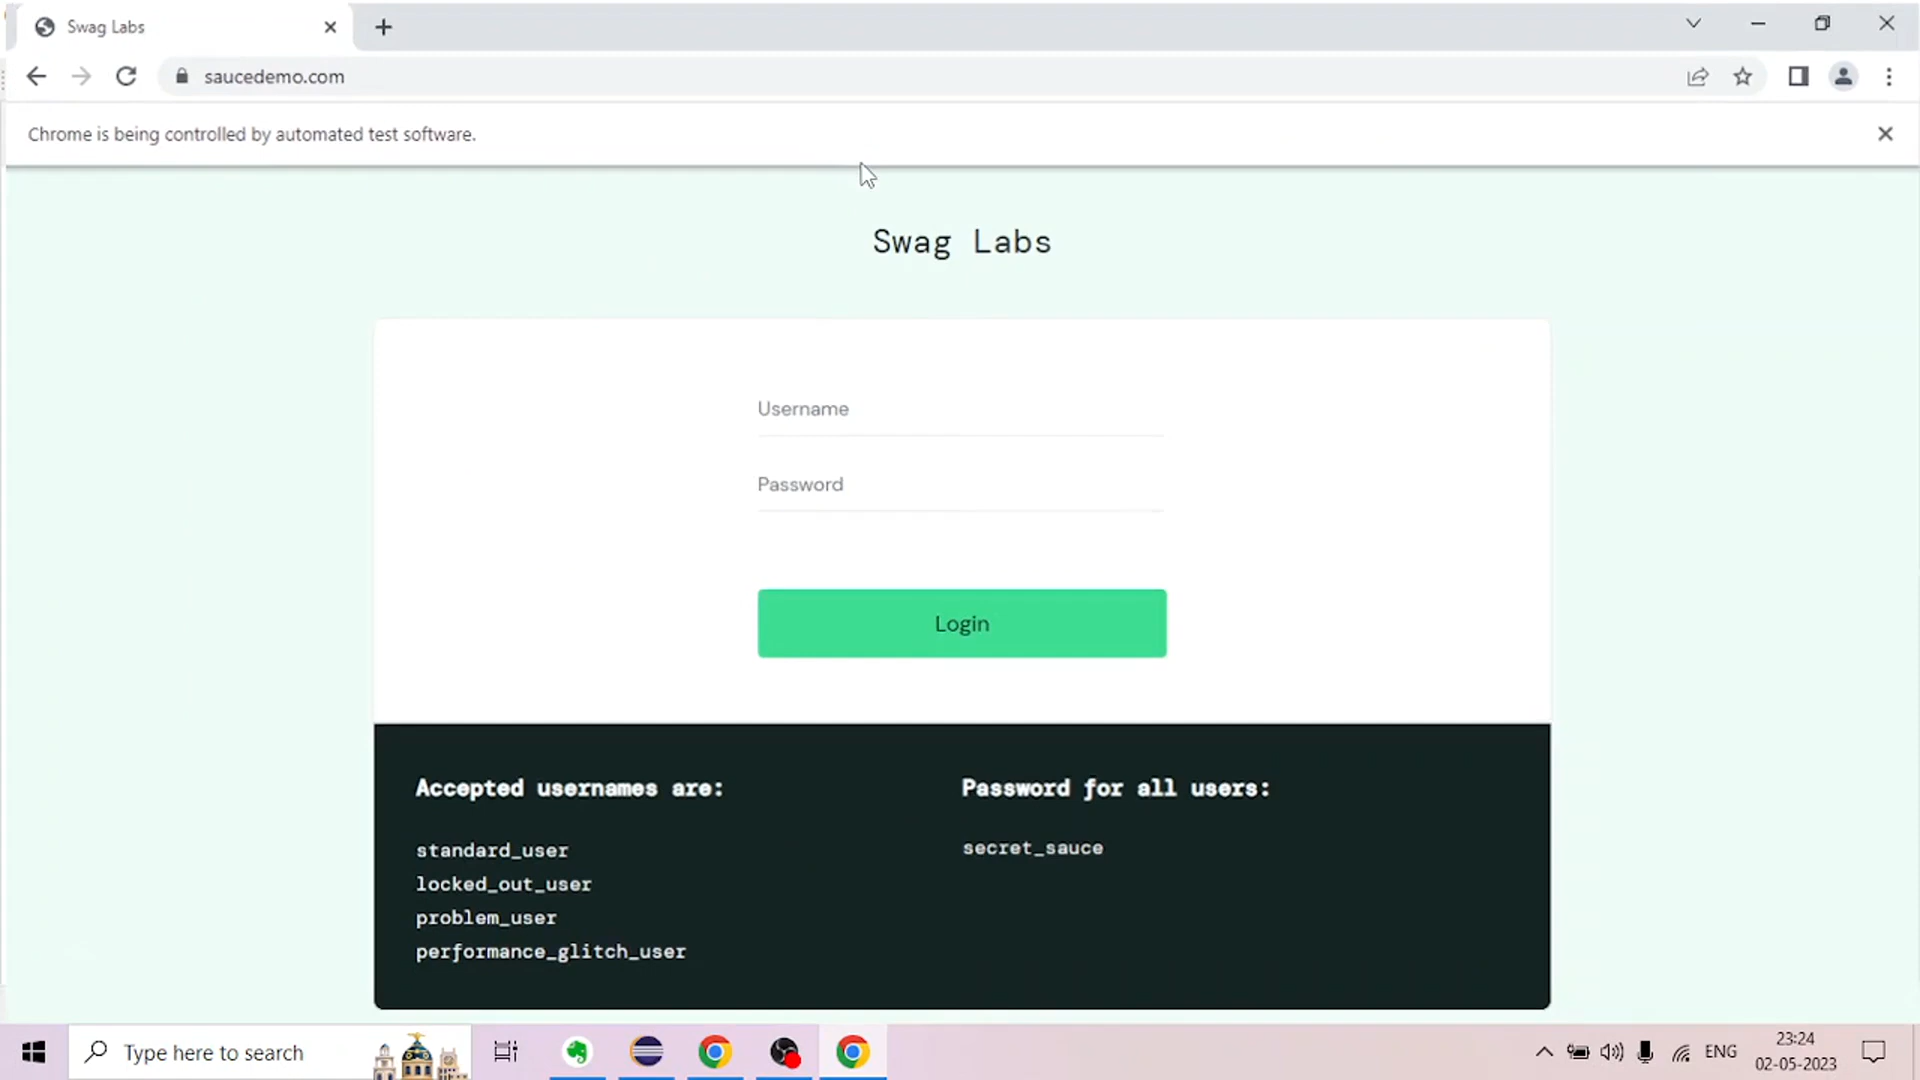 Swag Labs
saucedemo.com
Chrome is being controlled by automated test software.
Swag Labs
Username
Password
Login
Accepted usernames are:
standard_user
locked_out_user
problem_user
performance_glitch_user
Password for all users:
secret_sauce
Type here to search
ENG
23:24
02-05-2023